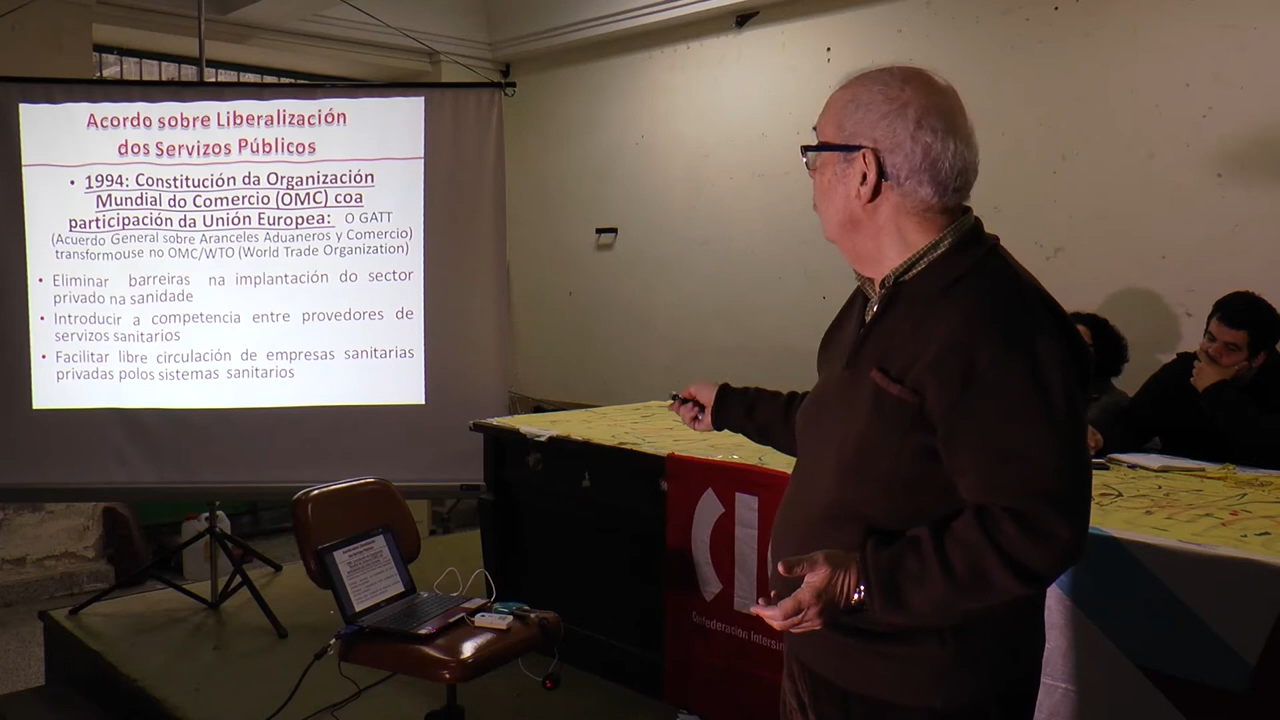 Acordo sobre Liberalización
dos Servizos Públicos
• 1994: Constitución da Organización
Mundial do Comercio (OMC) coa
participación da Unión Europea: O GATT
(Acuerdo General sobre Aranceles Aduaneros y Comercio)
transformouse no OMC/WTO (World Trade Organization)
• Eliminar barreiras na implantación do sector
privado na sanidade
• Introducir a competencia entre provedores de
servizos sanitarios
• Facilitar libre circulación de empresas sanitarias
privadas polos sistemas sanitarios
CI
Confederación Intersin